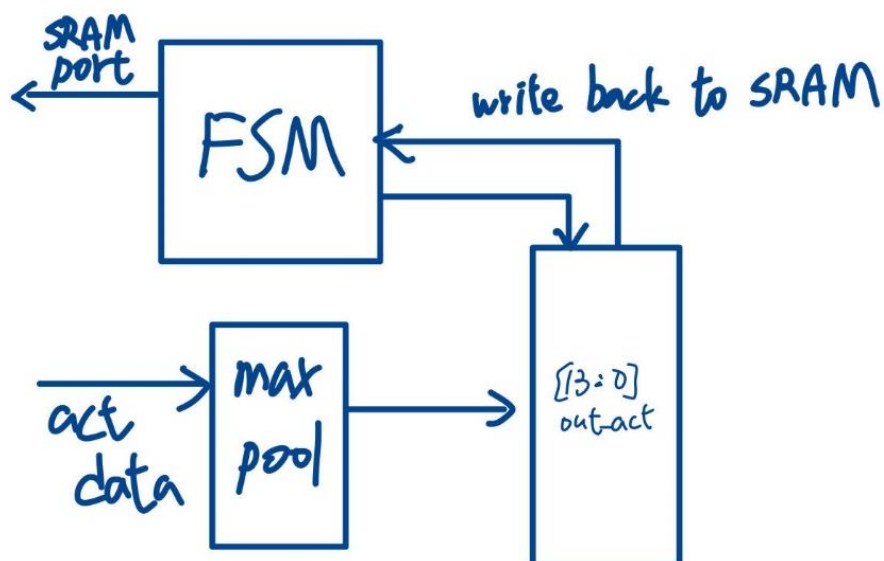 SRAM
port
FSM
write back to SRAM
max
pool
act
data
[13:0]
out_act